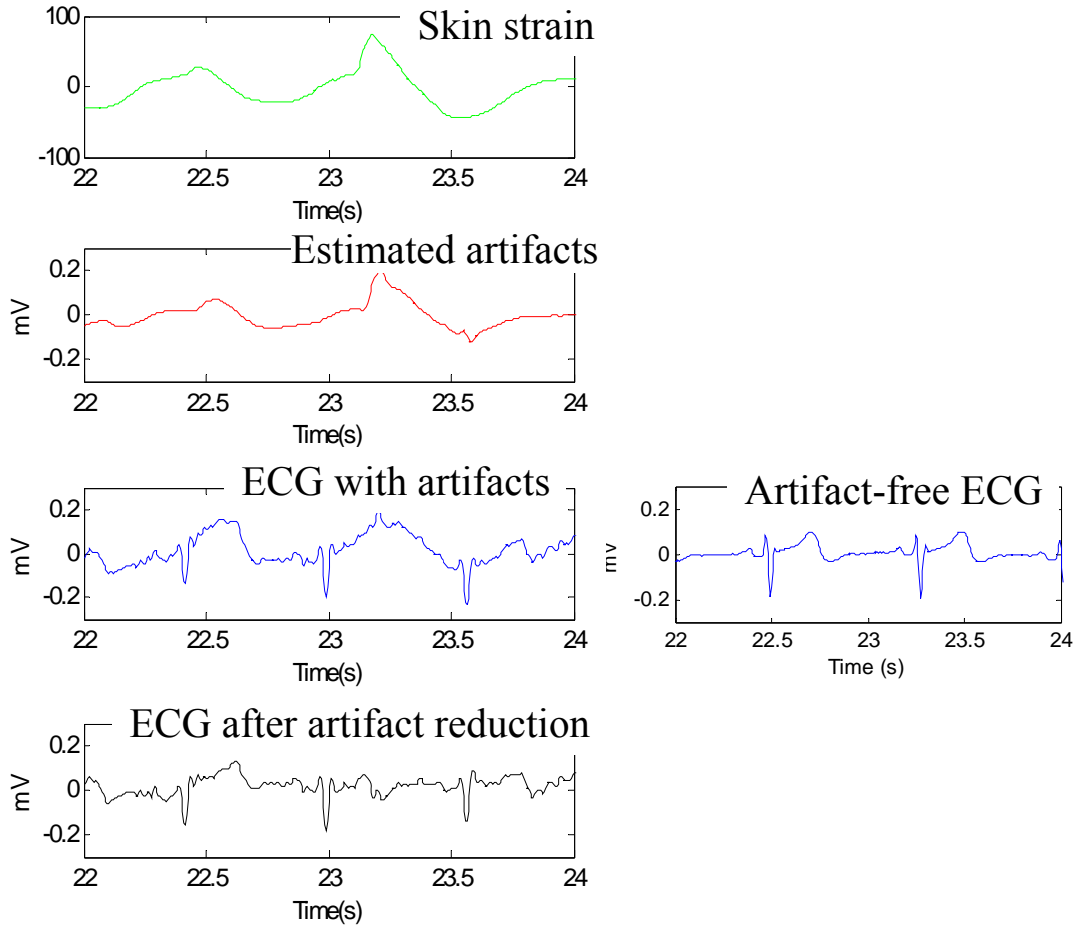 Skin strain
100
0
-100
22 22.5 23 23.5 24
Time(s)
Estimated artifacts
0.2
0
-0.2
mV
22 22.5 23 23.5 24
Time(s)
ECG with artifacts
0.2
0
-0.2
mV
22 22.5 23 23.5 24
Time(s)
Artifact-free ECG
0.2
0
-0.2
mV
22 22.5 23 23.5 24
Time (s)
ECG after artifact reduction
0.2
0
-0.2
mV
22 22.5 23 23.5 24
Time(s)